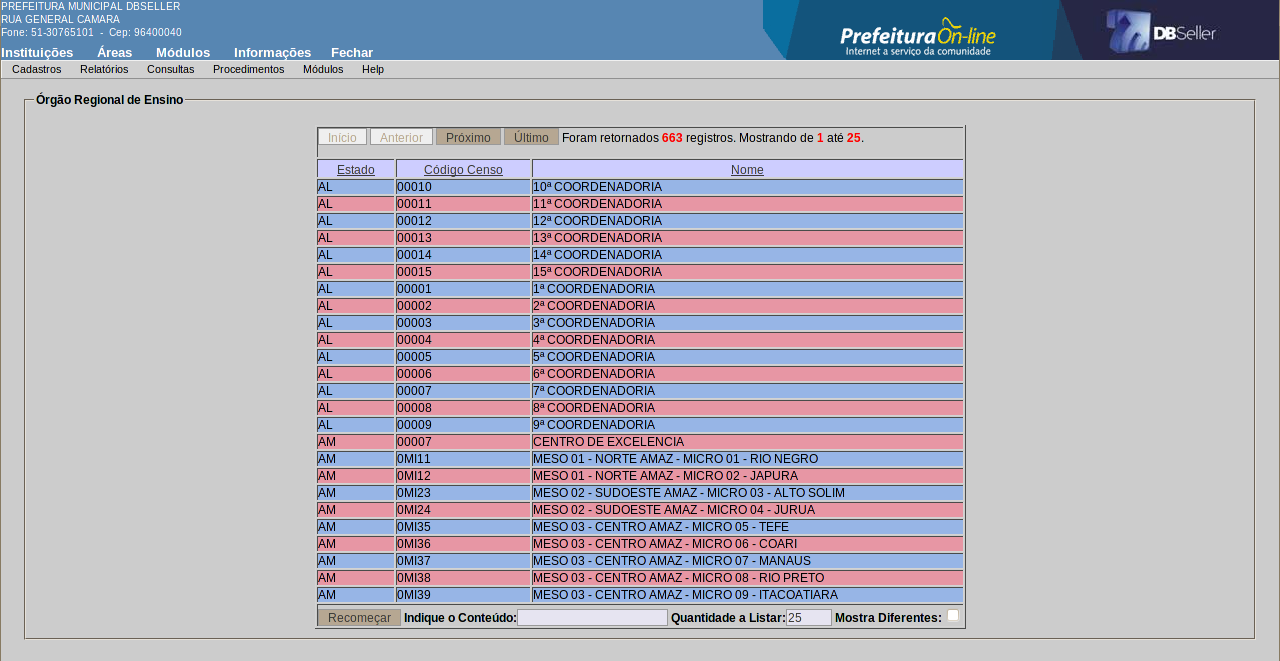 PREFEITURA MUNICIPAL DBSELLER
RUA GENERAL CAMARA
Fone: 51-30765101 - Cep: 96400040
Prefeitura On-line
Internet a serviço da comunidade
DBSeller
Instituições Áreas Módulos Informações Fechar
Cadastros Relatórios Consultas Procedimentos Módulos Help
Órgão Regional de Ensino
Início Anterior Próximo Último Foram retornados 663 registros. Mostrando de 1 até 25.
Estado Código Censo Nome
AL 00010 10ª COORDENADORIA
AL 00011 11ª COORDENADORIA
AL 00012 12ª COORDENADORIA
AL 00013 13ª COORDENADORIA
AL 00014 14ª COORDENADORIA
AL 00015 15ª COORDENADORIA
AL 00001 1ª COORDENADORIA
AL 00002 2ª COORDENADORIA
AL 00003 3ª COORDENADORIA
AL 00004 4ª COORDENADORIA
AL 00005 5ª COORDENADORIA
AL 00006 6ª COORDENADORIA
AL 00007 7ª COORDENADORIA
AL 00008 8ª COORDENADORIA
AL 00009 9ª COORDENADORIA
AM 00007 CENTRO DE EXCELENCIA
AM 0MI11 MESO 01 - NORTE AMAZ - MICRO 01 - RIO NEGRO
AM 0MI12 MESO 01 - NORTE AMAZ - MICRO 02 - JAPURA
AM 0MI23 MESO 02 - SUDOESTE AMAZ - MICRO 03 - ALTO SOLIM
AM 0MI24 MESO 02 - SUDOESTE AMAZ - MICRO 04 - JURUA
AM 0MI35 MESO 03 - CENTRO AMAZ - MICRO 05 - TEFE
AM 0MI36 MESO 03 - CENTRO AMAZ - MICRO 06 - COARI
AM 0MI37 MESO 03 - CENTRO AMAZ - MICRO 07 - MANAUS
AM 0MI38 MESO 03 - CENTRO AMAZ - MICRO 08 - RIO PRETO
AM 0MI39 MESO 03 - CENTRO AMAZ - MICRO 09 - ITACOATIARA
Recomeçar Indique o Conteúdo: Quantidade a Listar: 25 Mostra Diferentes: